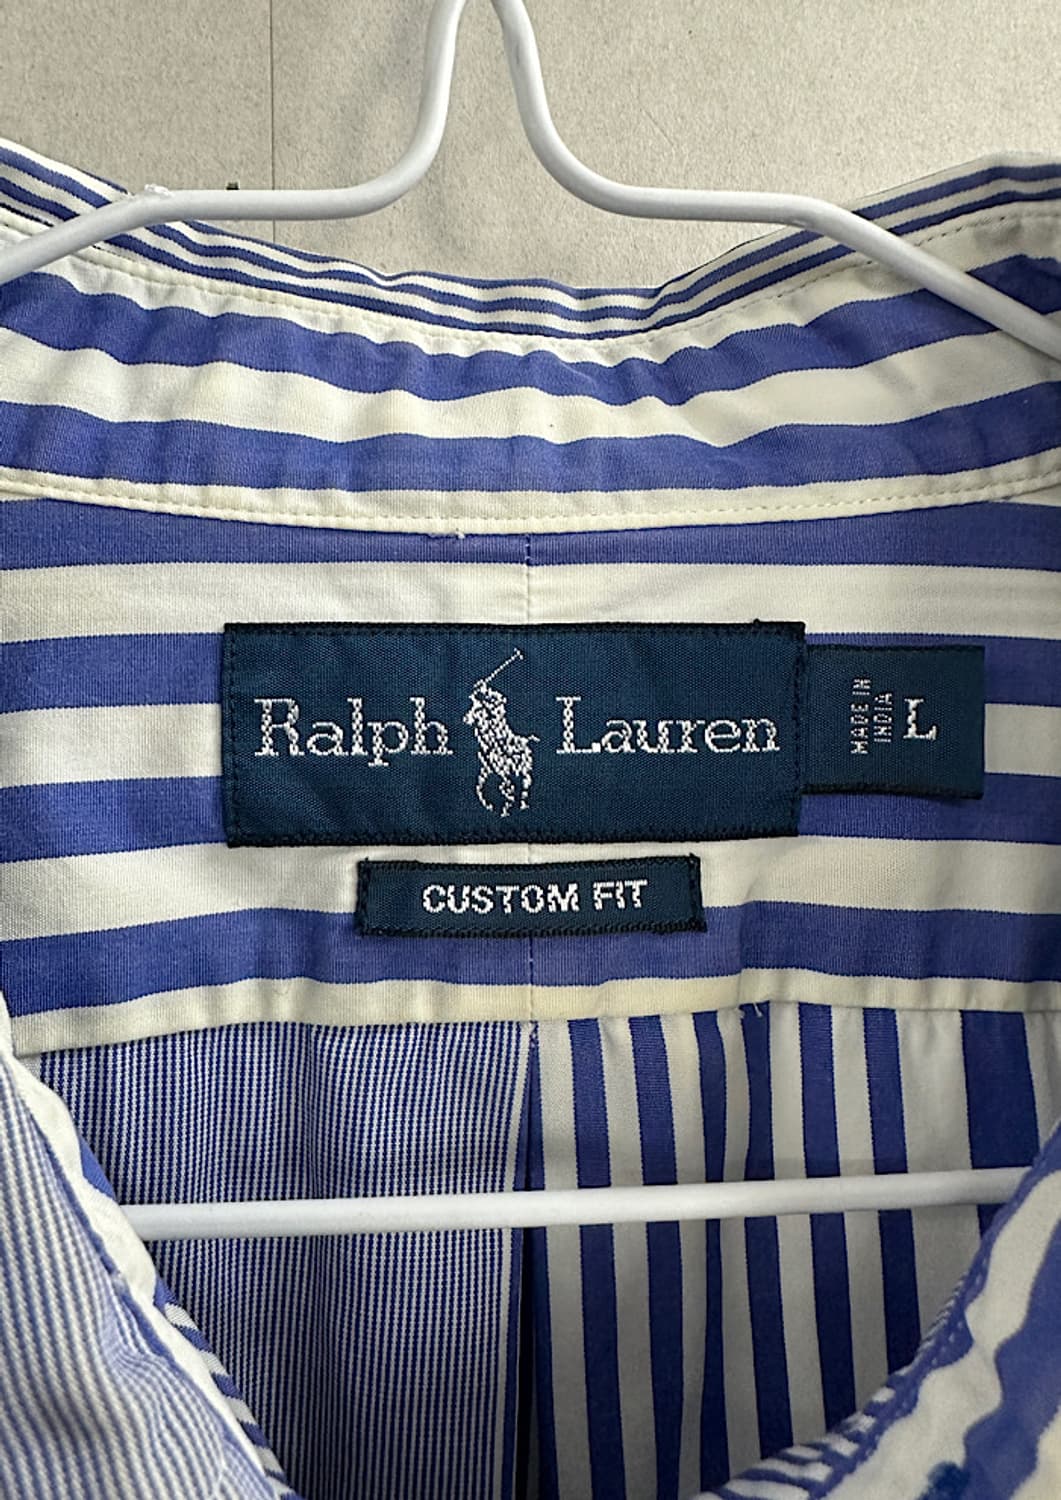 Ralph Lauren
MADE IN
INDIA
L
CUSTOM FIT